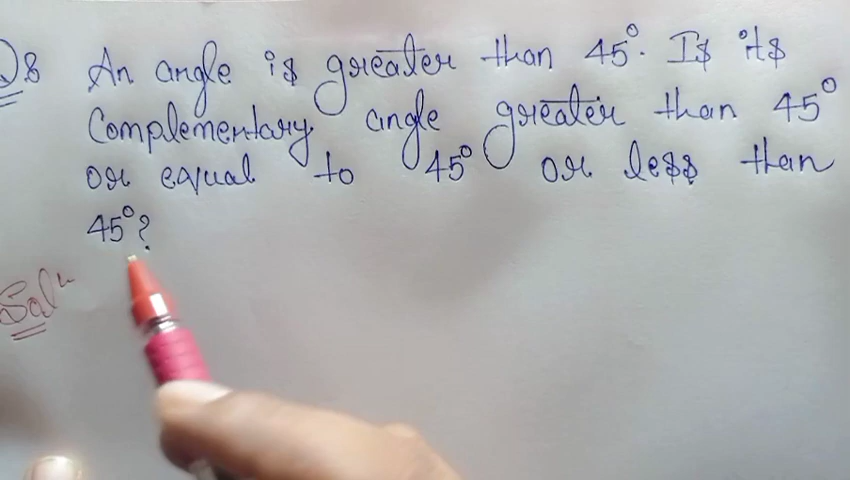 Q8 An angle is greater than 45°. Is its
Complementary angle greater than 45°
or equal to 45° or less than
45°?
Solⁿ